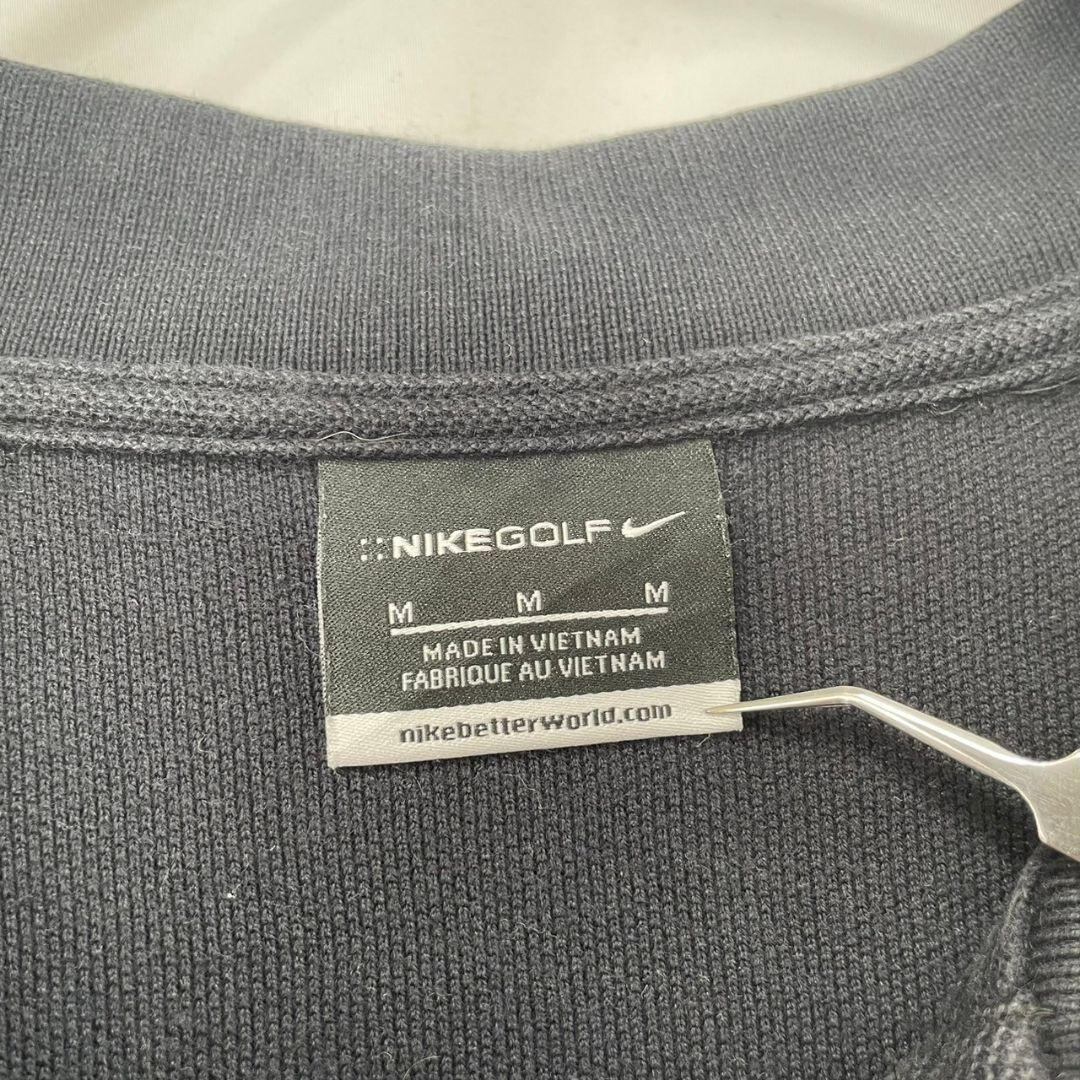 NIKEGOLF
M M M
MADE IN VIETNAM
FABRIQUE AU VIETNAM
nikebetterworld.com